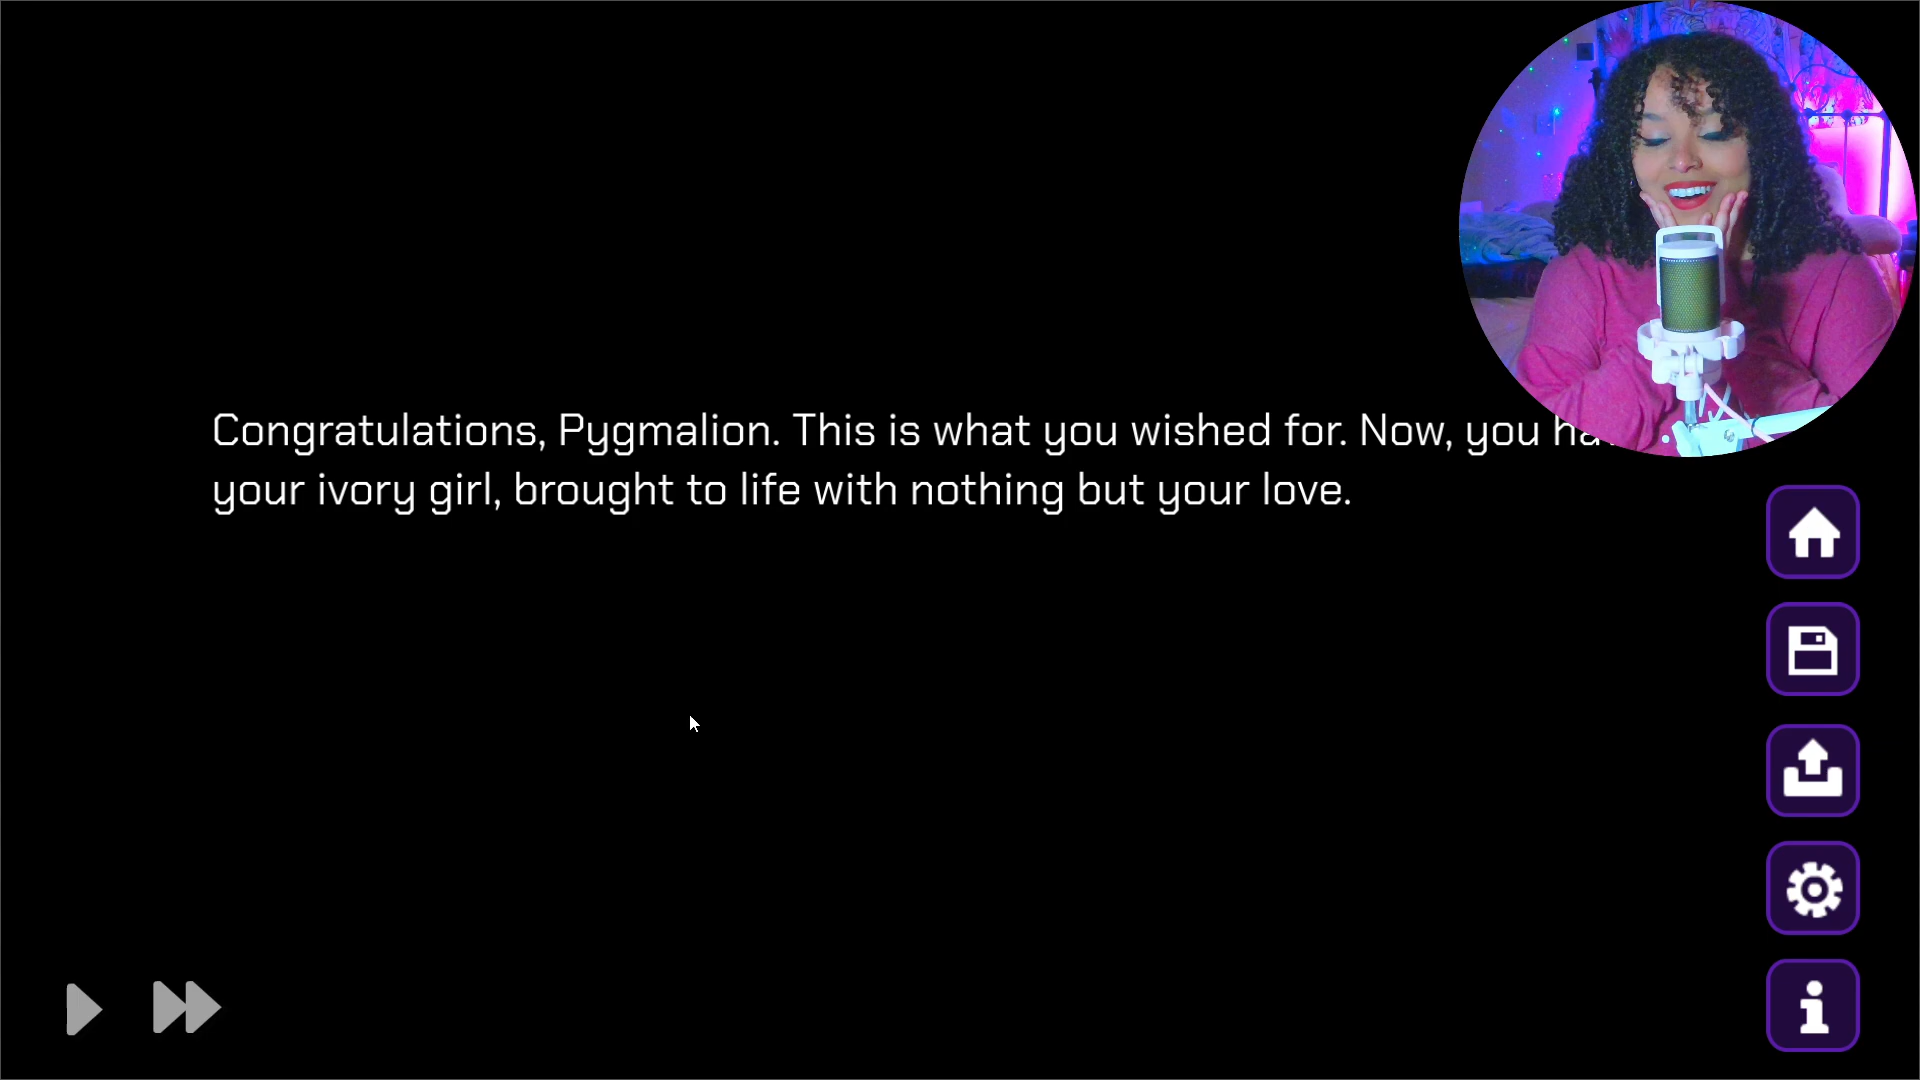 Congratulations, Pygmalion. This is what you wished for. Now, you
your ivory girl, brought to life with nothing but your love.